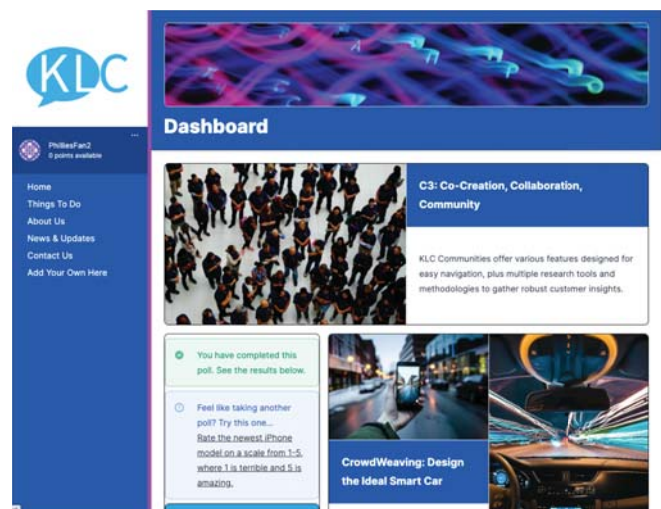 KLC
Dashboard
PhilliesFan2
0 points available
Home
Things To Do
About Us
News & Updates
Contact Us
Add Your Own Here
C3: Co-Creation, Collaboration,
Community
KLC Communities offer various features designed for
easy navigation, plus multiple research tools and
methodologies to gather robust customer insights.
You have completed this
poll. See the results below.
Feel like taking another
poll? Try this one...
Rate the newest iPhone
model on a scale from 1-5,
where 1 is terrible and 5 is
amazing.
CrowdWeaving: Design
the Ideal Smart Car